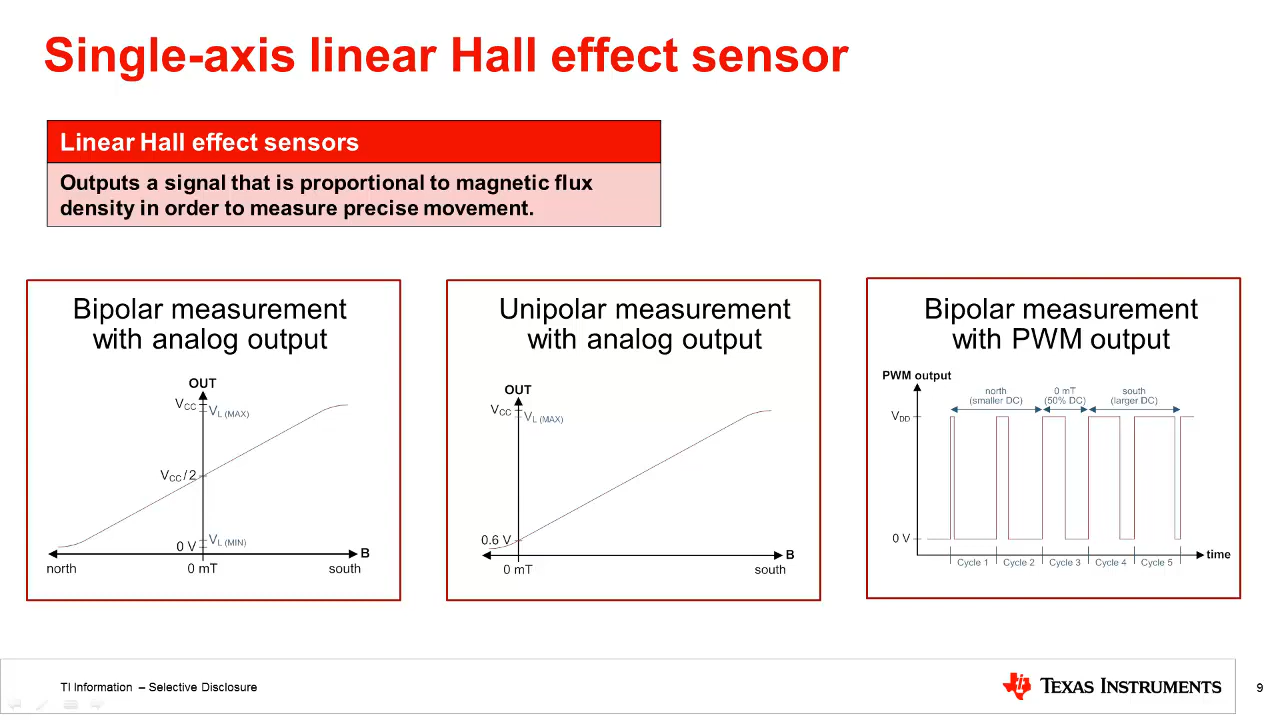 Single-axis linear Hall effect sensor
Linear Hall effect sensors
Outputs a signal that is proportional to magnetic flux
density in order to measure precise movement.
Bipolar measurement
with analog output
OUT
VCC
VL (MAX)
VCC / 2
VL (MIN)
0 V
B
north
0 mT
south
Unipolar measurement
with analog output
OUT
VCC
VL (MAX)
0.6 V
B
0 mT
south
Bipolar measurement
with PWM output
PWM output
north
(smaller DC)
0 mT
(50% DC)
south
(larger DC)
VDD
0 V
time
Cycle 1
Cycle 2
Cycle 3
Cycle 4
Cycle 5
TI Information – Selective Disclosure
TEXAS INSTRUMENTS
9